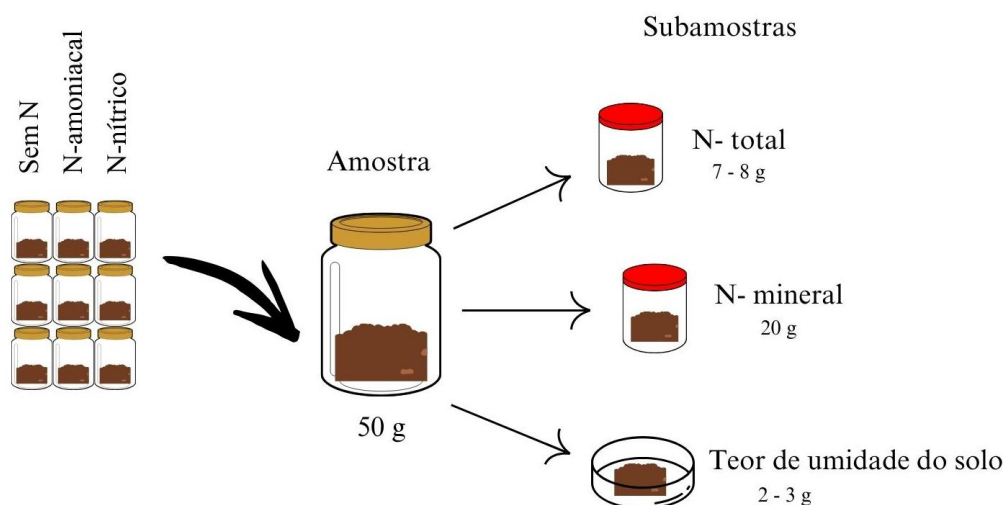 Sem N
N-amoniacal
N-nítrico
Amostra
50 g
Subamostras
N- total
7 - 8 g
N- mineral
20 g
Teor de umidade do solo
2 - 3 g